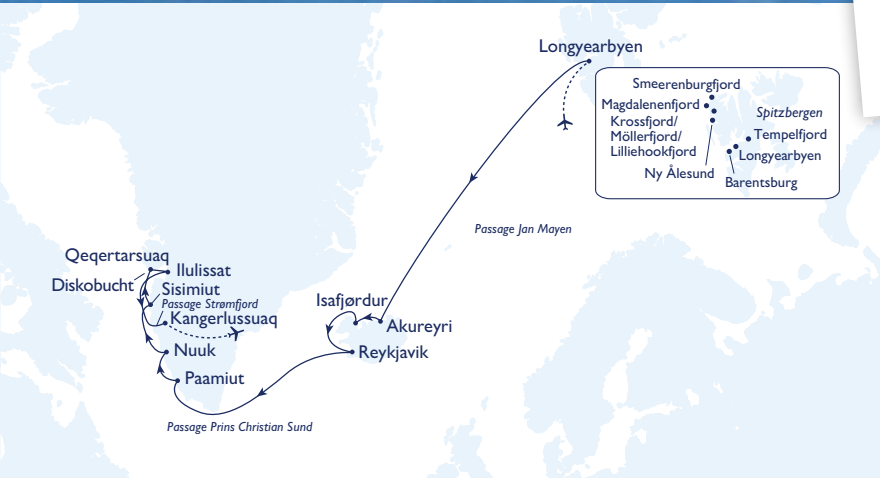 Longyearbyen
Smeerenburgfjord
Magdalenenfjord
Krossfjord/
Möllerfjord/
Lilliehookfjord
Ny Ålesund
Spitzbergen
Tempelfjord
Longyearbyen
Barentsburg
Passage Jan Mayen
Qeqertarsuaq
Ilulissat
Diskobucht
Sisimiut
Passage Strømfjord
Kangerlussuaq
Isafjørdur
Akureyri
Nuuk
Reykjavik
Paamiut
Passage Prins Christian Sund